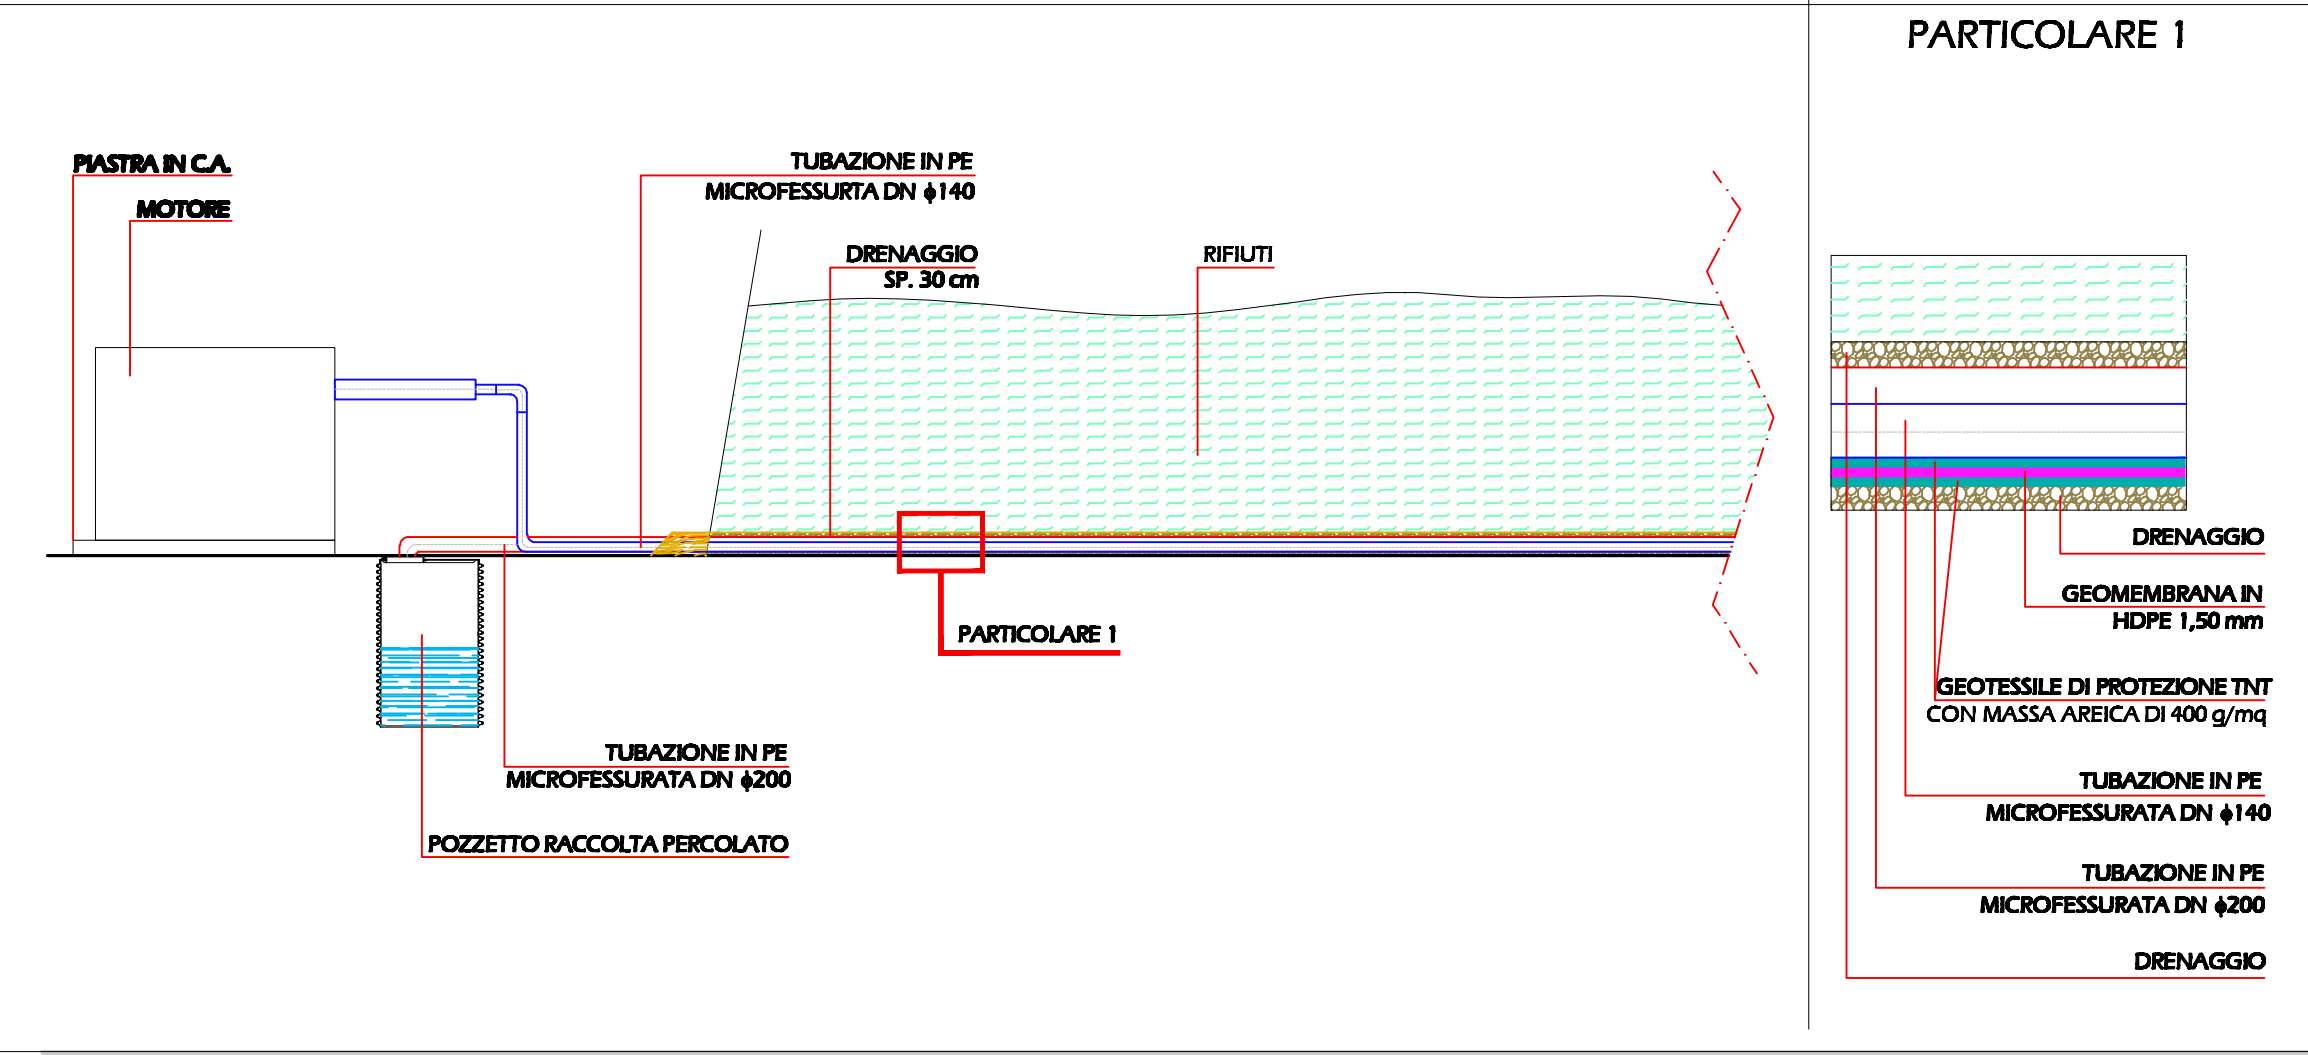 PARTICOLARE 1
PIASTRA IN C.A.
MOTORE
TUBAZIONE IN PE
MICROFESSURTA DN ϕ140
DRENAGGIO
SP. 30 cm
RIFIUTI
PARTICOLARE 1
TUBAZIONE IN PE
MICROFESSURATA DN ϕ200
POZZETTO RACCOLTA PERCOLATO
DRENAGGIO
GEOMEMBRANA IN
HDPE 1,50 mm
GEOTESSILE DI PROTEZIONE TNT
CON MASSA AREICA DI 400 g/mq
TUBAZIONE IN PE
MICROFESSURATA DN ϕ140
TUBAZIONE IN PE
MICROFESSURATA DN ϕ200
DRENAGGIO